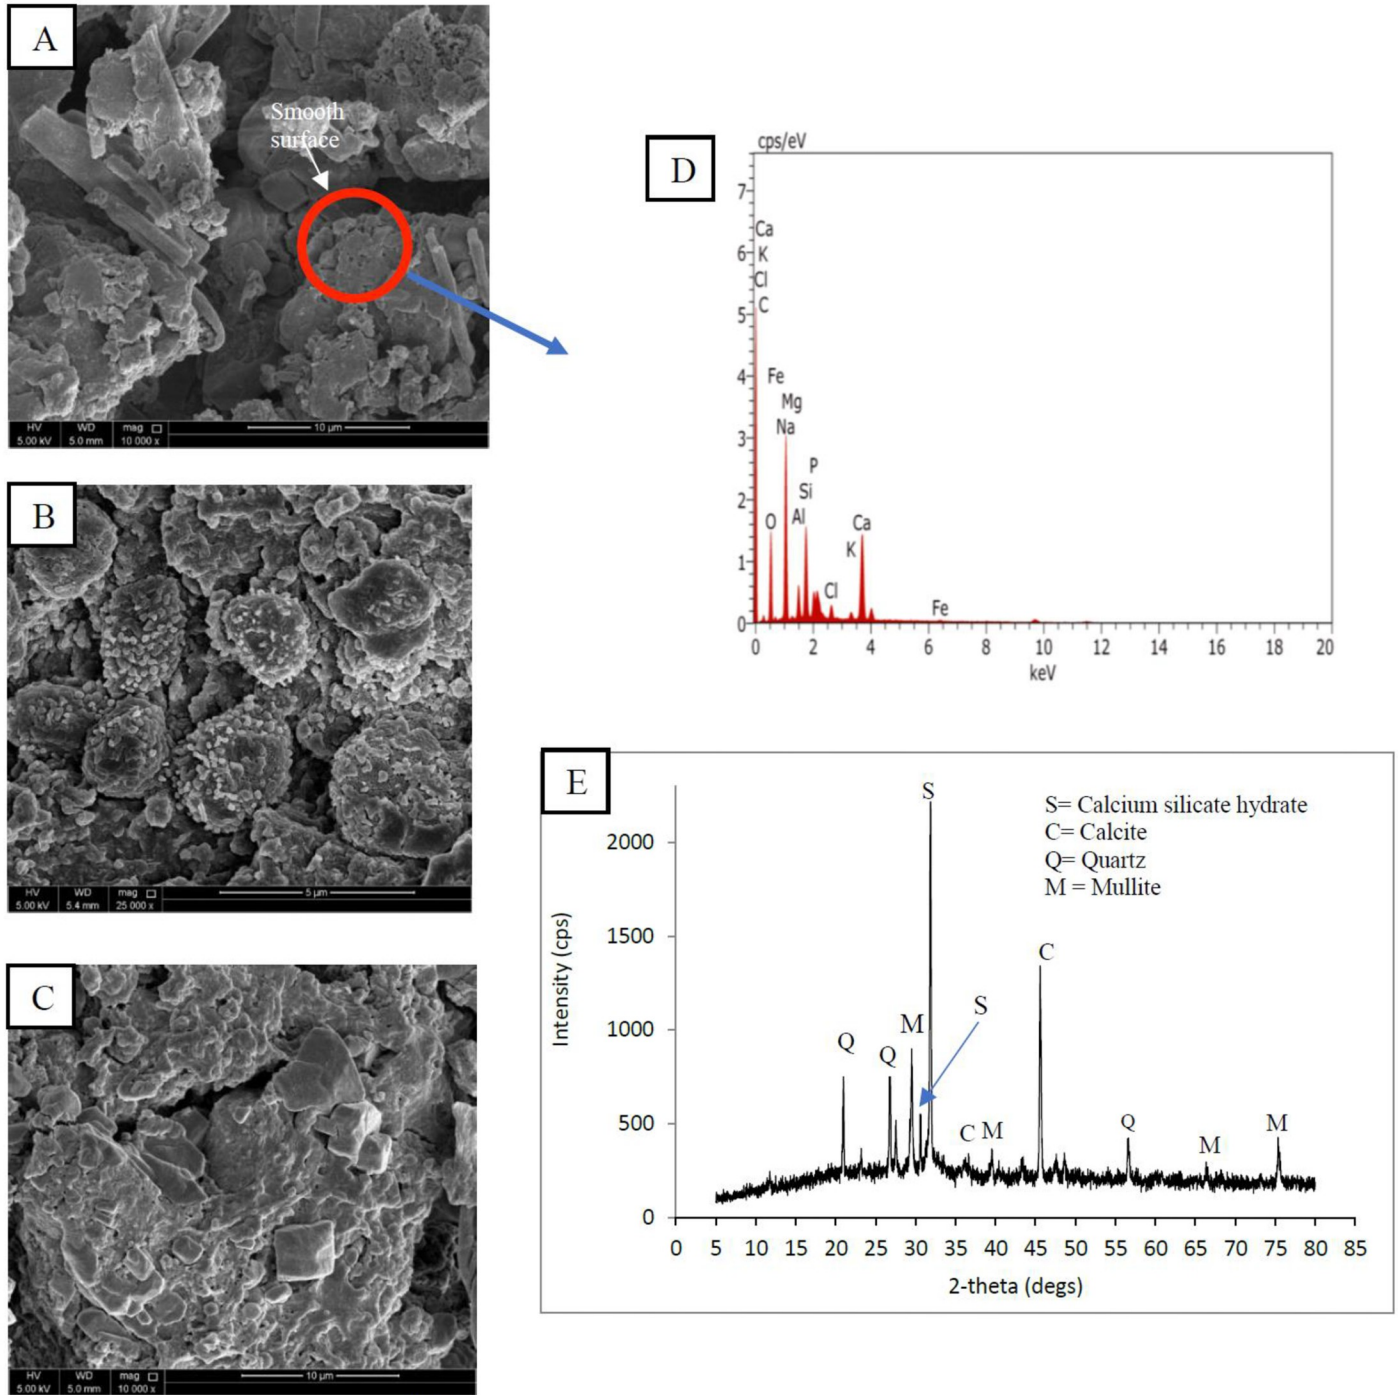 A
Smooth
surface
HV WD mag
5.00 kV 5.0 mm 10 000 x 10 µm
B
HV WD mag
5.00 kV 5.4 mm 25 000 x 5 µm
C
HV WD mag
5.00 kV 5.0 mm 10 000 x 10 µm
D
cps/eV
7
6
5
4
3
2
1
0
Ca
K
Cl
C
Fe
Mg
Na
P
Si
Al
O
Ca
K
Cl
Fe
0 2 4 6 8 10 12 14 16 18 20
keV
E
S= Calcium silicate hydrate
C= Calcite
Q= Quartz
M = Mullite
Intensity (cps)
2000
1500
1000
500
0
Q
Q
M
S
S
C
M
C
Q
M
M
0 5 10 15 20 25 30 35 40 45 50 55 60 65 70 75 80 85
2-theta (degs)